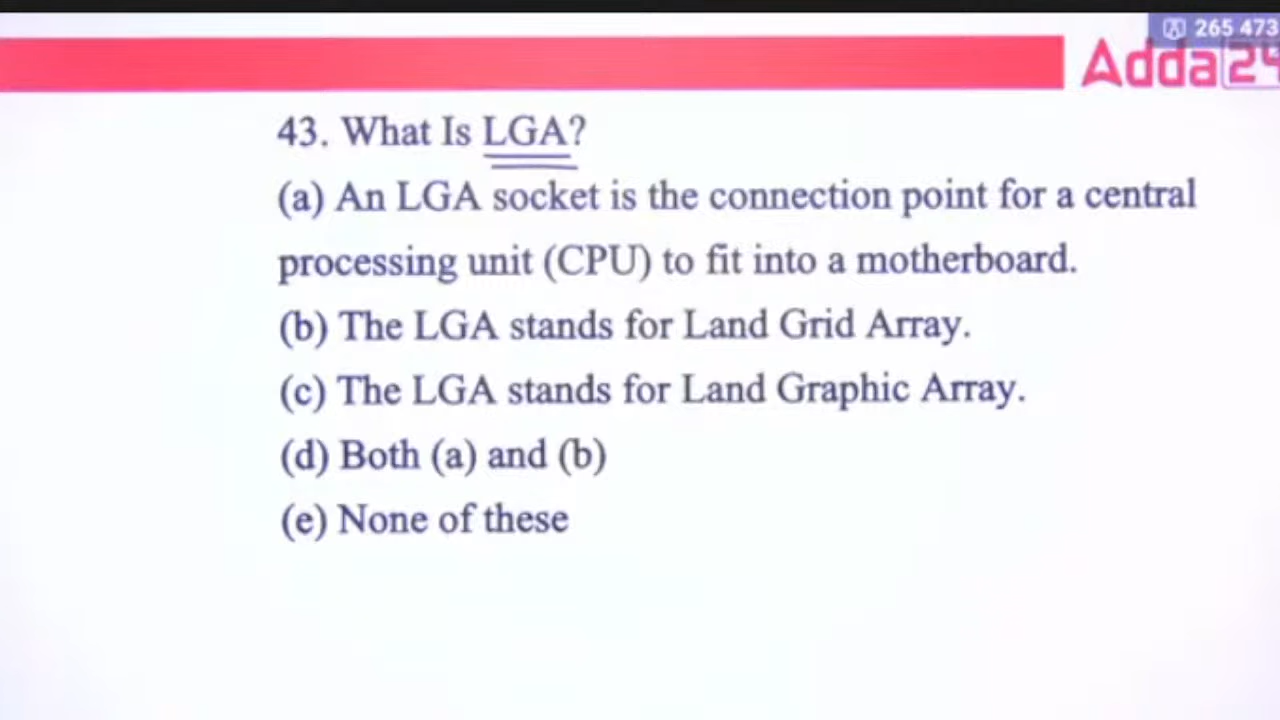 265 473
Adda24
43. What Is LGA?
(a) An LGA socket is the connection point for a central
processing unit (CPU) to fit into a motherboard.
(b) The LGA stands for Land Grid Array.
(c) The LGA stands for Land Graphic Array.
(d) Both (a) and (b)
(e) None of these